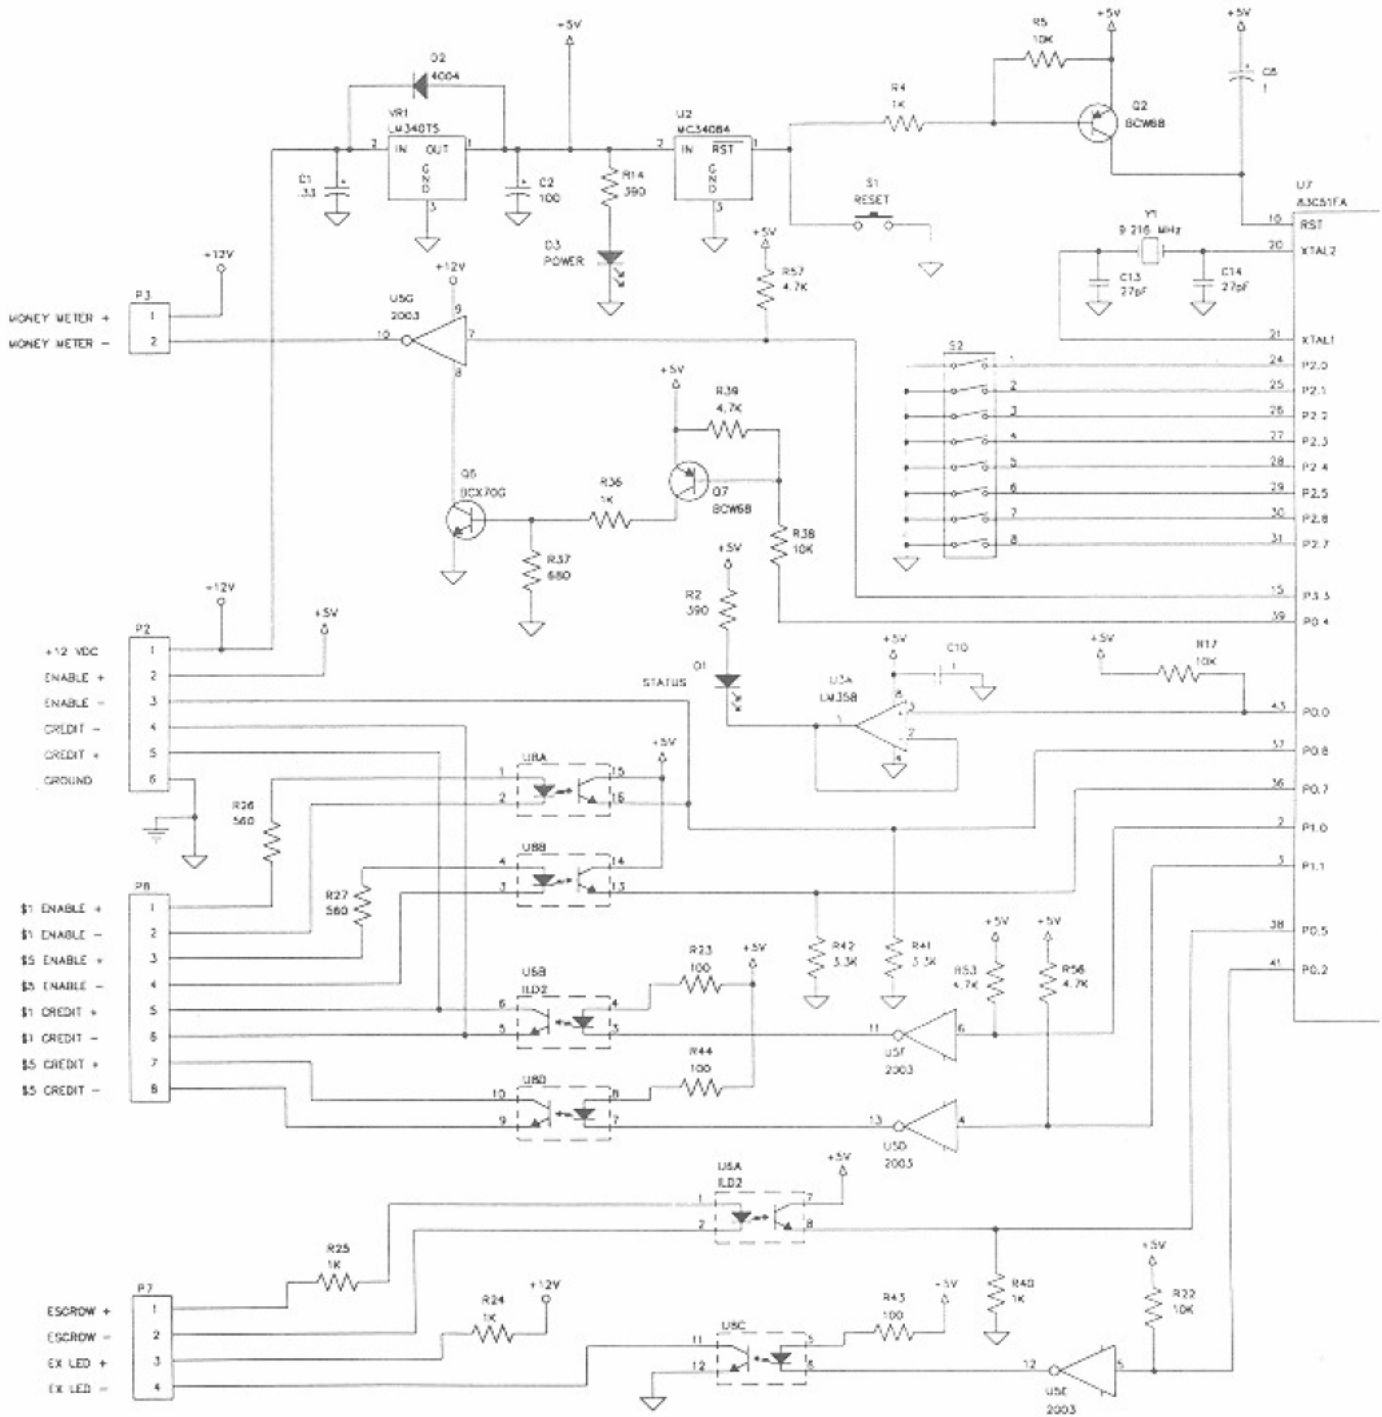 +5V
D2
4004
VR1
LM340T5
2 IN OUT 1
GND
3
C1
.33
C2
100
R14
390
D3
POWER
U2
MC34064
2 IN RST 1
GND
3
R4
1K
R5
10K
+5V
Q2
BCW68
+5V
C6
1
S1
RESET
U7
83C51FA
10 RST
20 XTAL2
Y1
9.216 MHz
C13
27pF
C14
27pF
21 XTAL1
+5V
R57
4.7K
+12V
P3
MONEY METER + 1
MONEY METER - 2
+12V
U5G
2003
10
9
7
8
S2
1 24 P2.0
2 25 P2.1
3 26 P2.2
4 27 P2.3
5 28 P2.4
6 29 P2.5
7 30 P2.6
8 31 P2.7
+5V
R39
4.7K
Q7
BCW68
Q6
BCX70G
R36
1K
R37
680
R38
10K
15 P3.3
39 P0.4
+5V
R2
390
D1
STATUS
+12V
+5V
P2
+12 VDC 1
ENABLE + 2
ENABLE - 3
CREDIT - 4
CREDIT + 5
GROUND 6
+5V
C10
.1
U3A
LM358
1
8
3
2
4
+5V
R17
10K
43 P0.0
37 P0.6
36 P0.7
2 P1.0
3 P1.1
38 P0.5
41 P0.2
U8A
1 15
2 16
+5V
U8B
4 14
3 13
R26
560
R27
560
P6
$1 ENABLE + 1
$1 ENABLE - 2
$5 ENABLE + 3
$5 ENABLE - 4
$1 CREDIT + 5
$1 CREDIT - 6
$5 CREDIT + 7
$5 CREDIT - 8
R42
3.3K
R41
3.3K
+5V
R53
4.7K
+5V
R56
4.7K
R23
100
+5V
U6B
ILD2
6 4
5 3
11 6
U5F
2003
R44
100
U8D
10 8
9 7
13 4
U5D
2003
U6A
ILD2
1 7
2 8
+5V
R25
1K
R40
1K
+5V
R22
10K
P7
ESCROW + 1
ESCROW - 2
EX LED + 3
EX LED - 4
R24
1K
+12V
R43
100
+5V
U8C
11 5
12 6
12 5
U5E
2003